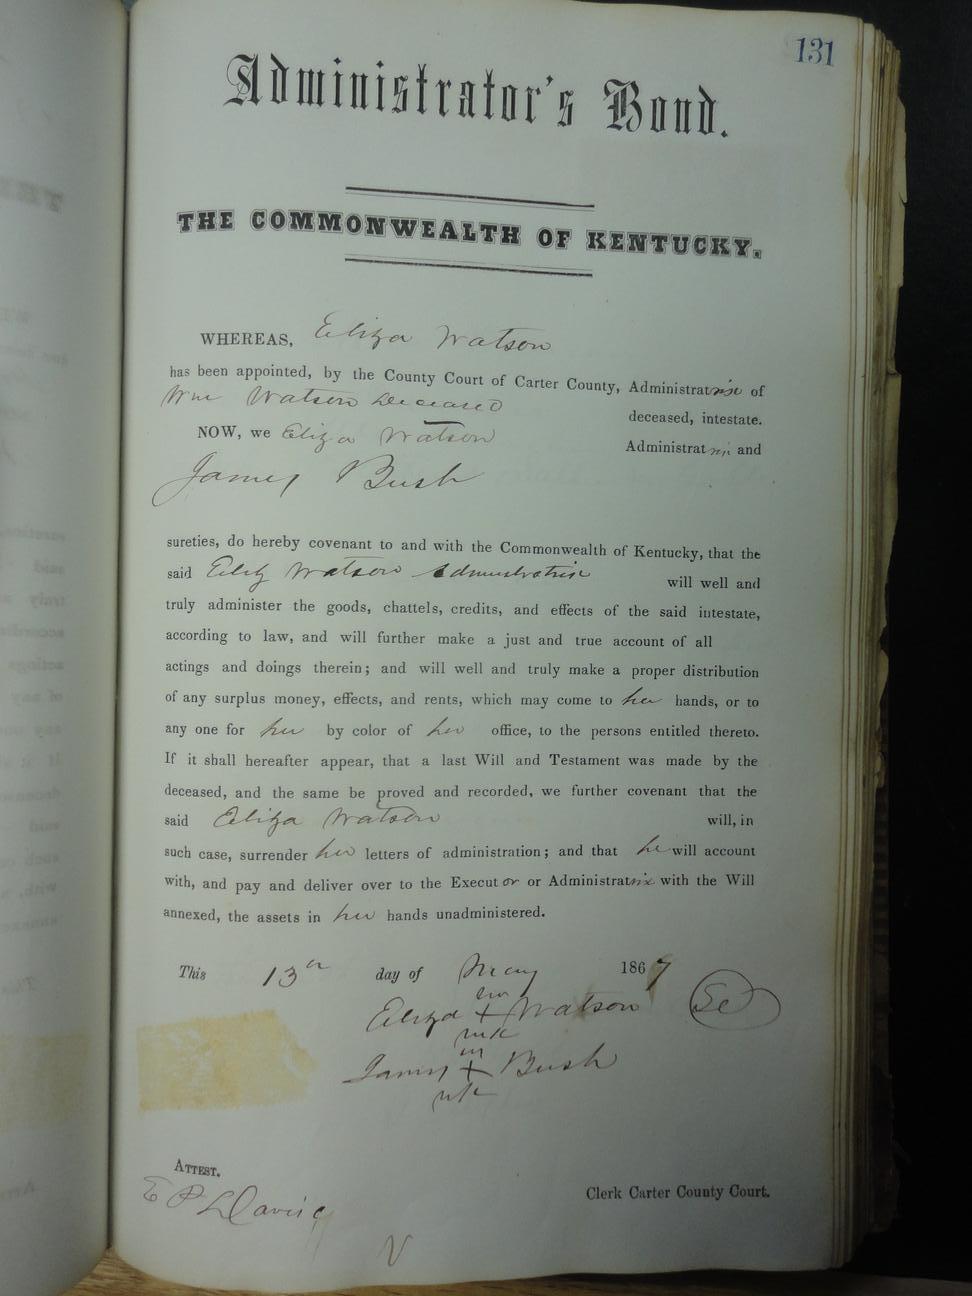 131
Administrator's Bond.
THE COMMONWEALTH OF KENTUCKY.
WHEREAS, Eliza Watson
has been appointed, by the County Court of Carter County, Administratrix of
Wm Watson Deceased deceased, intestate.
NOW, we Eliza Watson Administratrix and
James Bush
sureties, do hereby covenant to and with the Commonwealth of Kentucky, that the
said Eliz Watson Administratrix will well and
truly administer the goods, chattels, credits, and effects of the said intestate,
according to law, and will further make a just and true account of all
actings and doings therein; and will well and truly make a proper distribution
of any surplus money, effects, and rents, which may come to her hands, or to
any one for her by color of her office, to the persons entitled thereto.
If it shall hereafter appear, that a last Will and Testament was made by the
deceased, and the same be proved and recorded, we further covenant that the
said Eliza Watson will, in
such case, surrender her letters of administration; and that he will account
with, and pay and deliver over to the Executor or Administratrix with the Will
annexed, the assets in her hands unadministered.
This 13th day of May 1867
Eliza + Watson
mk
James + Bush
mk
ATTEST.
Clerk Carter County Court.